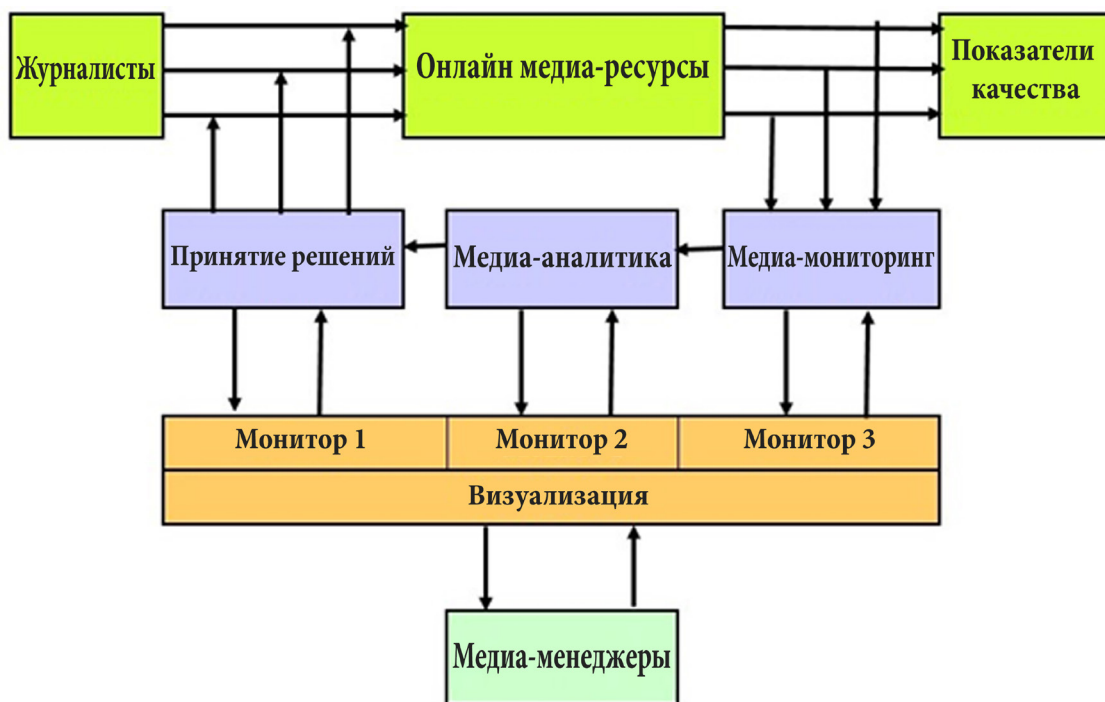 Журналисты
Онлайн медиа-ресурсы
Показатели
качества
Принятие решений
Медиа-аналитика
Медиа-мониторинг
Монитор 1
Монитор 2
Монитор 3
Визуализация
Медиа-менеджеры